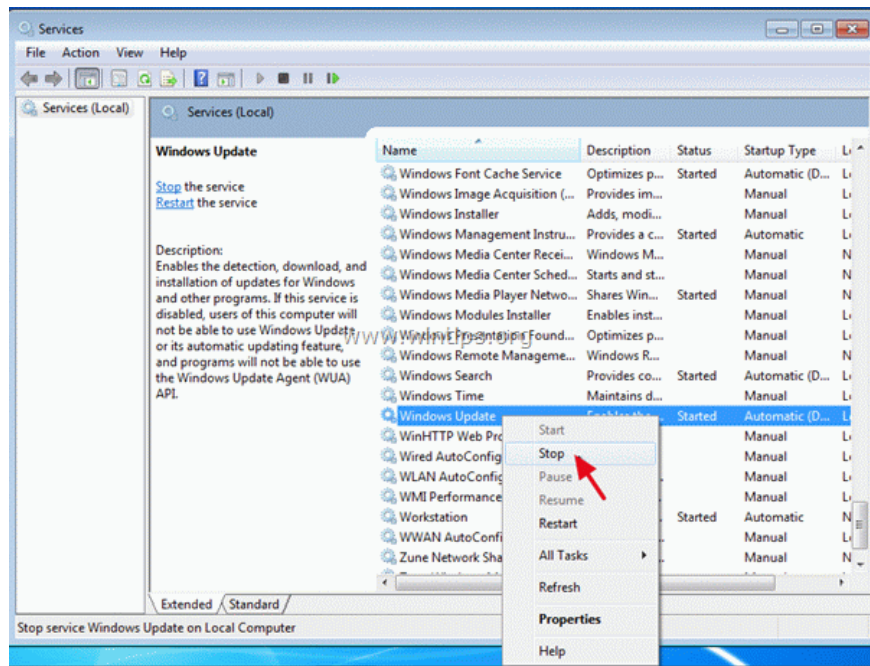 Services
File Action View Help
Services (Local)
Services (Local)
Windows Update
Stop the service
Restart the service
Description:
Enables the detection, download, and
installation of updates for Windows
and other programs. If this service is
disabled, users of this computer will
not be able to use Windows Update
or its automatic updating feature,
and programs will not be able to use
the Windows Update Agent (WUA)
API.
Name Description Status Startup Type
Windows Font Cache Service Optimizes p... Started Automatic (D...
Windows Image Acquisition (... Provides im... Manual
Windows Installer Adds, modi... Manual
Windows Management Instru... Provides a c... Started Automatic
Windows Media Center Recei... Windows M... Manual
Windows Media Center Sched... Starts and st... Manual
Windows Media Player Netwo... Shares Win... Started Manual
Windows Modules Installer Enables inst... Manual
Windows Presentation Found... Optimizes p... Manual
Windows Remote Manageme... Windows R... Manual
Windows Search Provides co... Started Automatic (D...
Windows Time Maintains d... Manual
Windows Update Started Automatic (D...
WinHTTP Web Pro Manual
Wired AutoConfig Manual
WLAN AutoConfig Manual
WMI Performance Manual
Workstation Started Automatic
WWAN AutoConfi Manual
Zune Network Sha Manual
www.wintips.org
Start
Stop
Pause
Resume
Restart
All Tasks
Refresh
Properties
Help
Extended Standard
Stop service Windows Update on Local Computer